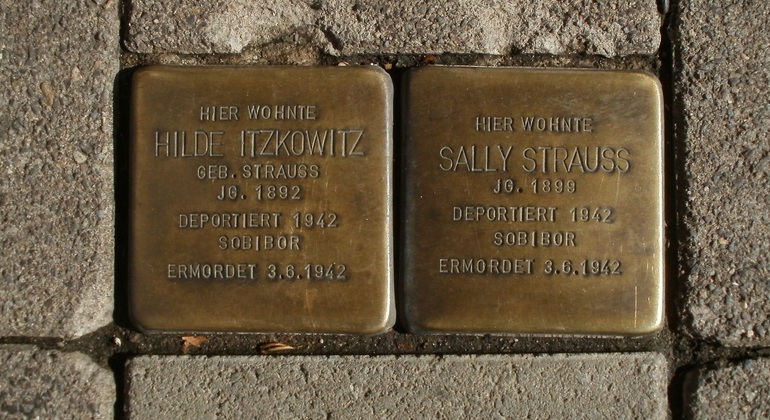 HIER WOHNTE
HILDE ITZKOWITZ
GEB. STRAUSS
JG. 1892
DEPORTIERT 1942
SOBIBOR
ERMORDET 3.6.1942
HIER WOHNTE
SALLY STRAUSS
JG. 1899
DEPORTIERT 1942
SOBIBOR
ERMORDET 3.6.1942